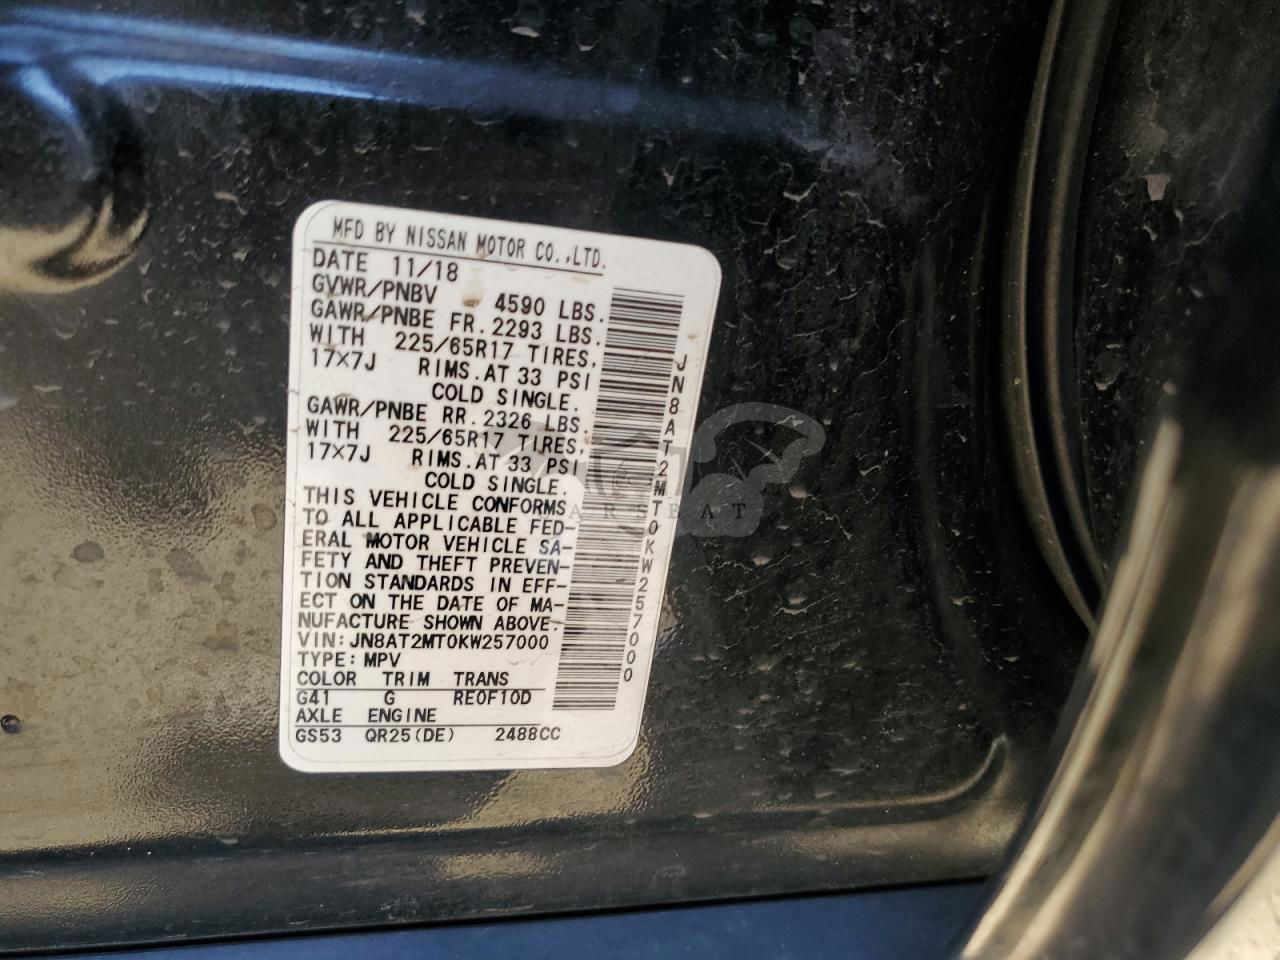 MFD BY NISSAN MOTOR CO.,LTD.
DATE 11/18
GVWR/PNBV 4590 LBS.
GAWR/PNBE FR.2293 LBS.
WITH 225/65R17 TIRES,
17×7J RIMS.AT 33 PSI
COLD SINGLE.
GAWR/PNBE RR.2326 LBS.
WITH 225/65R17 TIRES,
17×7J RIMS.AT 33 PSI
COLD SINGLE.
THIS VEHICLE CONFORMS
TO ALL APPLICABLE FED-
ERAL MOTOR VEHICLE SA-
FETY AND THEFT PREVEN-
TION STANDARDS IN EFF-
ECT ON THE DATE OF MA-
NUFACTURE SHOWN ABOVE.
VIN:JN8AT2MT0KW257000
TYPE:MPV
COLOR TRIM TRANS
G41 G RE0F10D
AXLE ENGINE
GS53 QR25(DE) 2488CC
JN8AT2MT0KW257000